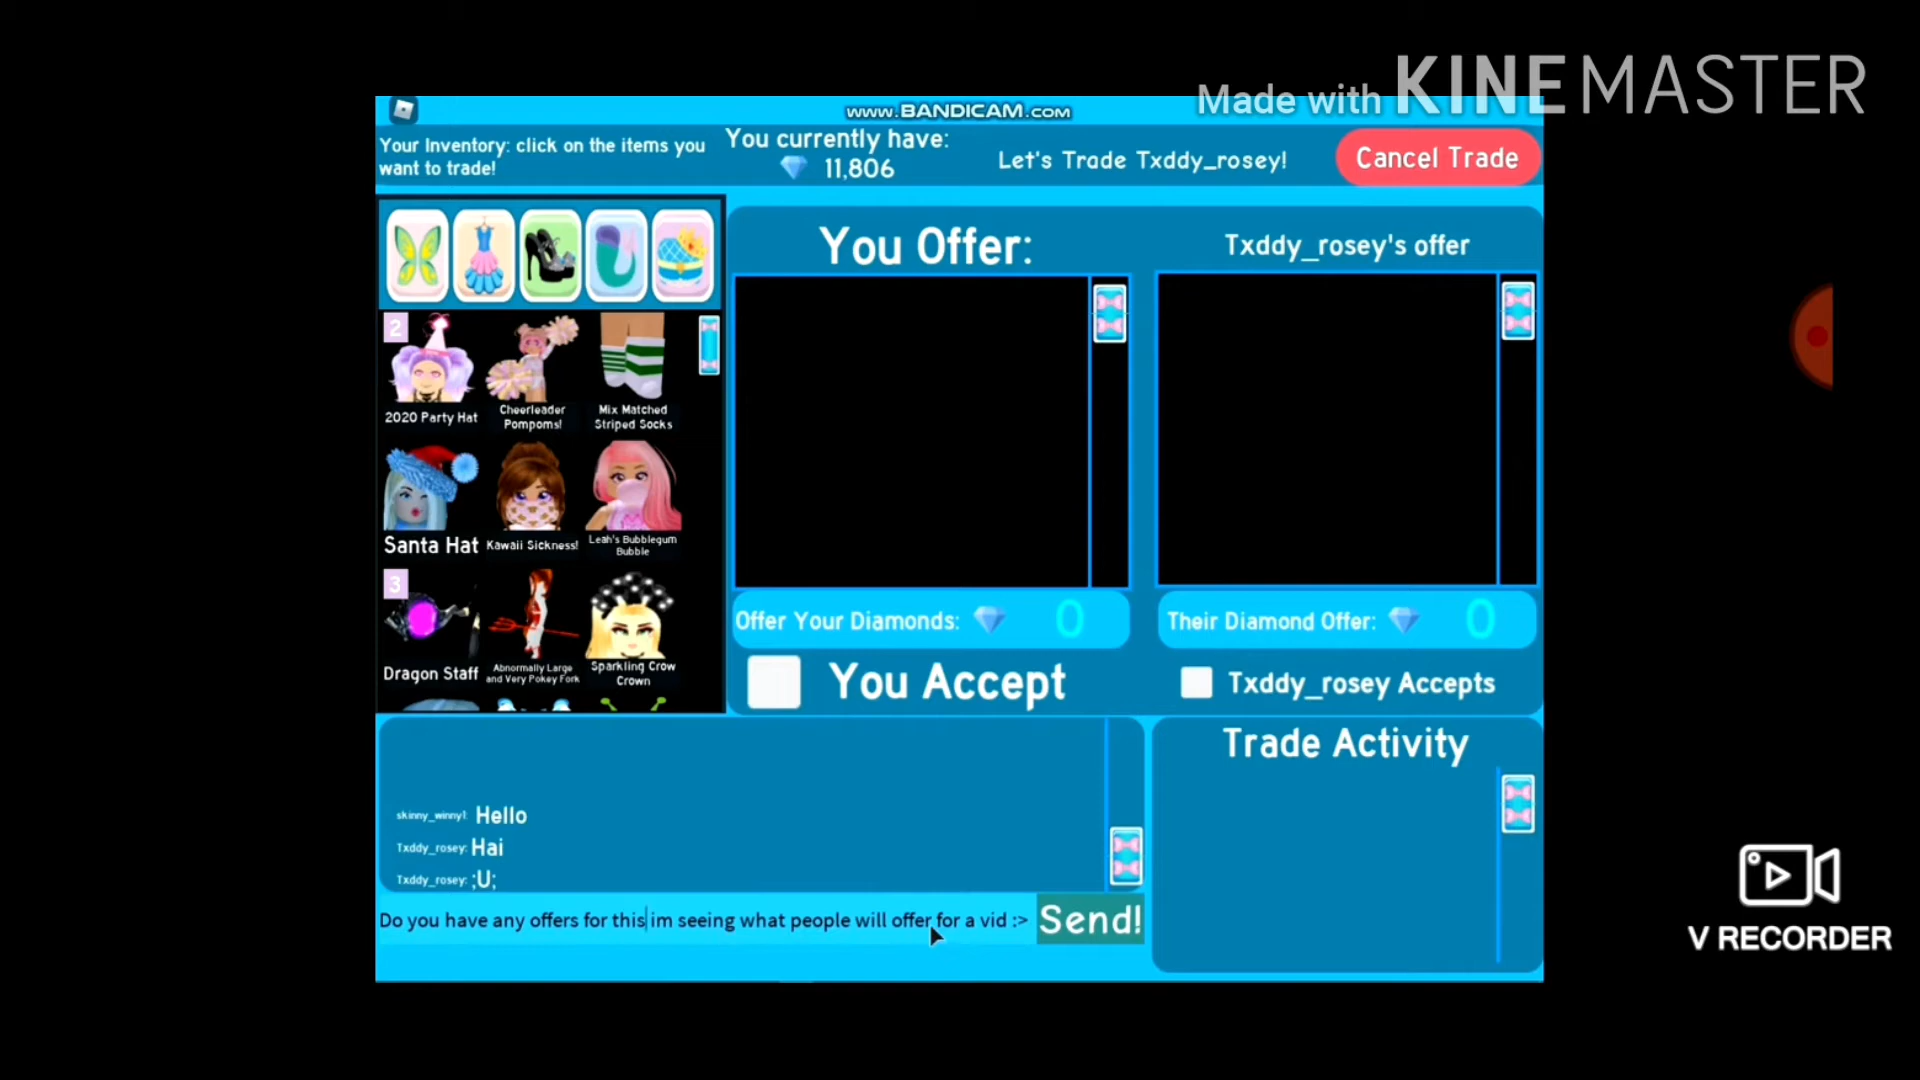 Made with KINEMASTER
www.BANDICAM.com
Your Inventory: click on the items you
want to trade!
You currently have:
11,806
Let's Trade Txddy_rosey!
Cancel Trade
You Offer:
Txddy_rosey's offer
2
2020 Party Hat
Cheerleader
Pompoms!
Mix Matched
Striped Socks
Santa Hat
Kawaii Sickness!
Leah's Bubblegum
Bubble
3
Dragon Staff
Abnormally Large
and Very Pokey Fork
Sparkling Crow
Crown
Offer Your Diamonds: 0
Their Diamond Offer: 0
You Accept
Txddy_rosey Accepts
Trade Activity
skinny_winny1: Hello
Txddy_rosey: Hai
Txddy_rosey: ;U;
Do you have any offers for this im seeing what people will offer for a vid :>
Send!
V RECORDER